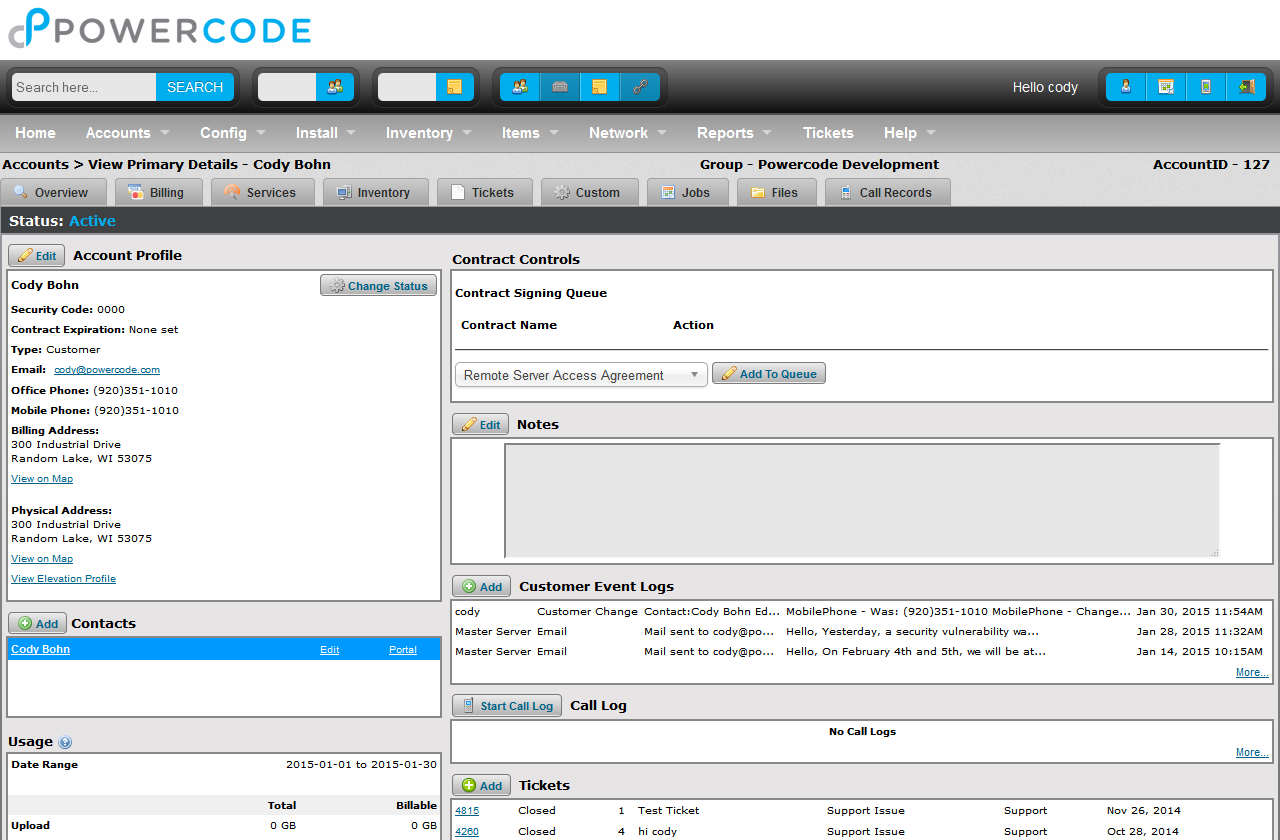 POWERCODE
Search here... SEARCH Hello cody
Home Accounts Config Install Inventory Items Network Reports Tickets Help
Accounts > View Primary Details - Cody Bohn Group - Powercode Development AccountID - 127
Overview Billing Services Inventory Tickets Custom Jobs Files Call Records
Status: Active
Edit Account Profile
Cody Bohn Change Status
Security Code: 0000
Contract Expiration: None set
Type: Customer
Email: cody@powercode.com
Office Phone: (920)351-1010
Mobile Phone: (920)351-1010
Billing Address:
300 Industrial Drive
Random Lake, WI 53075
View on Map
Physical Address:
300 Industrial Drive
Random Lake, WI 53075
View on Map
View Elevation Profile
Add Contacts
Cody Bohn Edit Portal
Usage
Date Range 2015-01-01 to 2015-01-30
Total Billable
Upload 0 GB 0 GB
Contract Controls
Contract Signing Queue
Contract Name Action
Remote Server Access Agreement Add To Queue
Edit Notes
Add Customer Event Logs
cody Customer Change Contact:Cody Bohn Ed... MobilePhone - Was: (920)351-1010 MobilePhone - Change... Jan 30, 2015 11:54AM
Master Server Email Mail sent to cody@po... Hello, Yesterday, a security vulnerability wa... Jan 28, 2015 11:32AM
Master Server Email Mail sent to cody@po... Hello, On February 4th and 5th, we will be at... Jan 14, 2015 10:15AM
More...
Start Call Log Call Log
No Call Logs
More...
Add Tickets
4815 Closed 1 Test Ticket Support Issue Support Nov 26, 2014
4260 Closed 4 hi cody Support Issue Support Oct 28, 2014